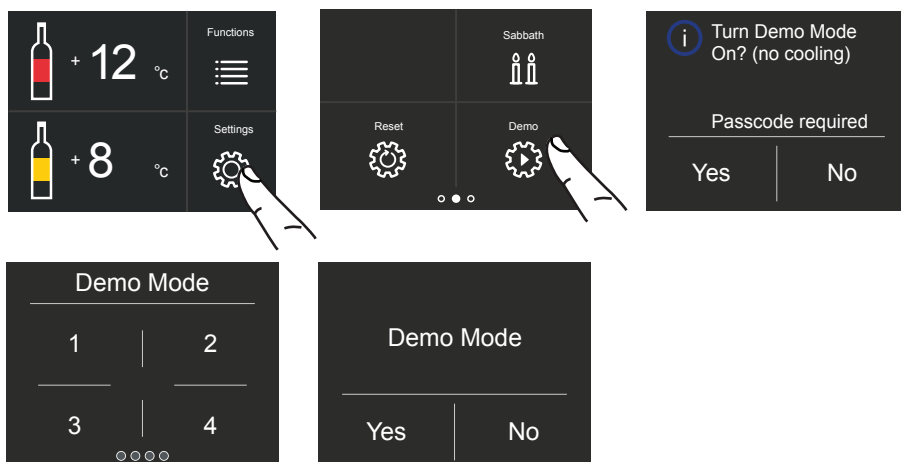 Functions
+ 12 °c
Settings
+ 8 °c
Sabbath
Reset
Demo
i
Turn Demo Mode
On? (no cooling)
Passcode required
Yes
No
Demo Mode
1
2
3
4
Demo Mode
Yes
No